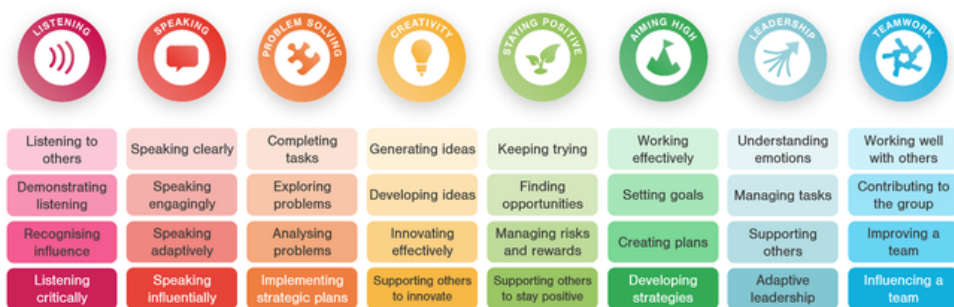 LISTENING
SPEAKING
PROBLEM SOLVING
CREATIVITY
STAYING POSITIVE
AIMING HIGH
LEADERSHIP
TEAMWORK
Listening to
others
Speaking clearly
Completing
tasks
Generating ideas
Keeping trying
Working
effectively
Understanding
emotions
Working well
with others
Demonstrating
listening
Speaking
engagingly
Exploring
problems
Developing ideas
Finding
opportunities
Setting goals
Managing tasks
Contributing to
the group
Recognising
influence
Speaking
adaptively
Analysing
problems
Innovating
effectively
Managing risks
and rewards
Creating plans
Supporting
others
Improving a
team
Listening
critically
Speaking
influentially
Implementing
strategic plans
Supporting others
to innovate
Supporting others
to stay positive
Developing
strategies
Adaptive
leadership
Influencing a
team